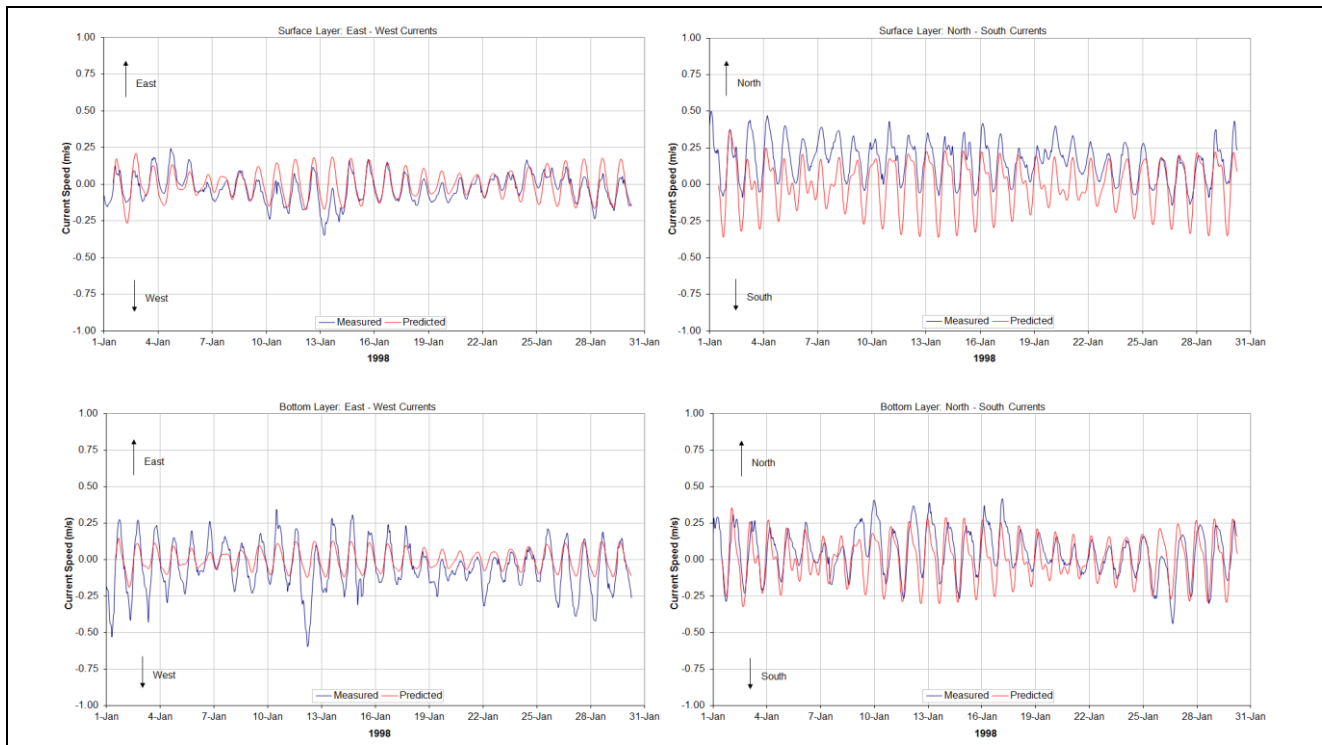 Surface Layer: East - West Currents
1.00
0.75
0.50
0.25
0.00
-0.25
-0.50
-0.75
-1.00
Current Speed (m/s)
East
West
Measured
Predicted
1-Jan 4-Jan 7-Jan 10-Jan 13-Jan 16-Jan 19-Jan 22-Jan 25-Jan 28-Jan 31-Jan
1998
Surface Layer: North - South Currents
1.00
0.75
0.50
0.25
0.00
-0.25
-0.50
-0.75
-1.00
Current Speed (m/s)
North
South
Measured
Predicted
1-Jan 4-Jan 7-Jan 10-Jan 13-Jan 16-Jan 19-Jan 22-Jan 25-Jan 28-Jan 31-Jan
1998
Bottom Layer: East - West Currents
1.00
0.75
0.50
0.25
0.00
-0.25
-0.50
-0.75
-1.00
Current Speed (m/s)
East
West
Measured
Predicted
1-Jan 4-Jan 7-Jan 10-Jan 13-Jan 16-Jan 19-Jan 22-Jan 25-Jan 28-Jan 31-Jan
1998
Bottom Layer: North - South Currents
1.00
0.75
0.50
0.25
0.00
-0.25
-0.50
-0.75
-1.00
Current Speed (m/s)
North
South
Measured
Predicted
1-Jan 4-Jan 7-Jan 10-Jan 13-Jan 16-Jan 19-Jan 22-Jan 25-Jan 28-Jan 31-Jan
1998